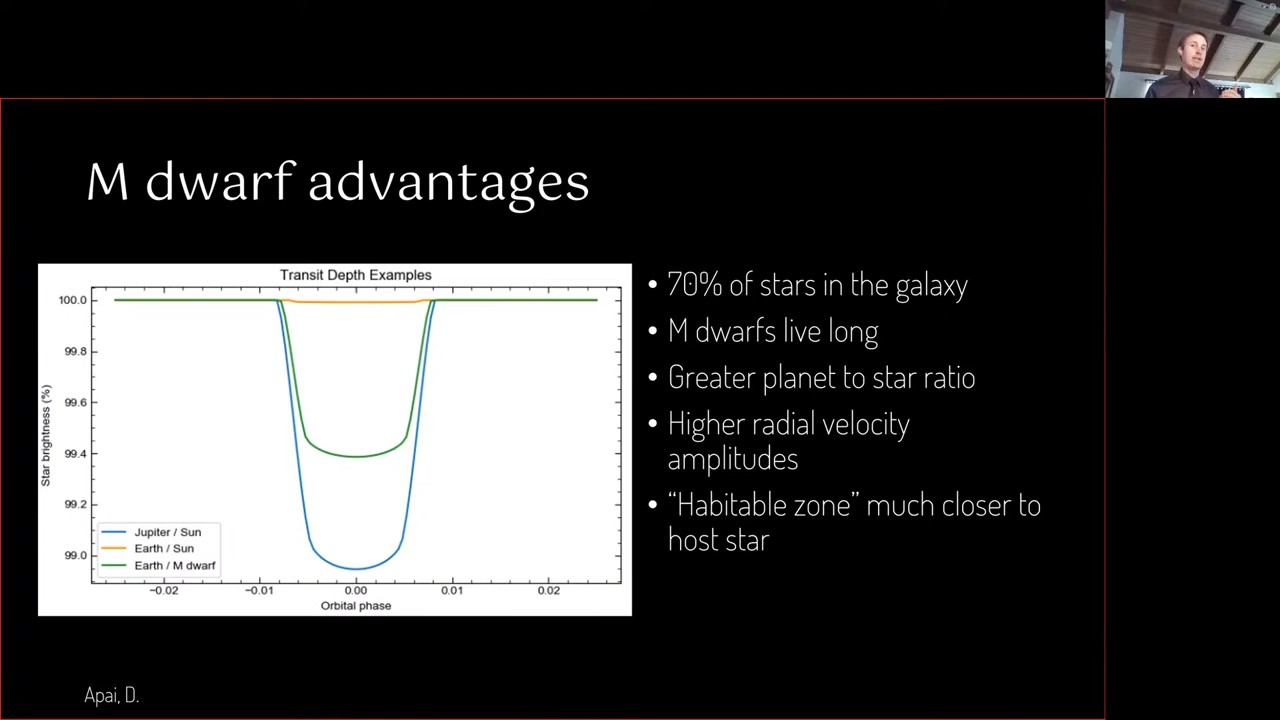 M dwarf advantages
Transit Depth Examples
100.0
99.8
99.6
99.4
99.2
99.0
Star brightness (%)
Jupiter / Sun
Earth / Sun
Earth / M dwarf
−0.02
−0.01
0.00
0.01
0.02
Orbital phase
• 70% of stars in the galaxy
• M dwarfs live long
• Greater planet to star ratio
• Higher radial velocity
amplitudes
• “Habitable zone” much closer to
host star
Apai, D.